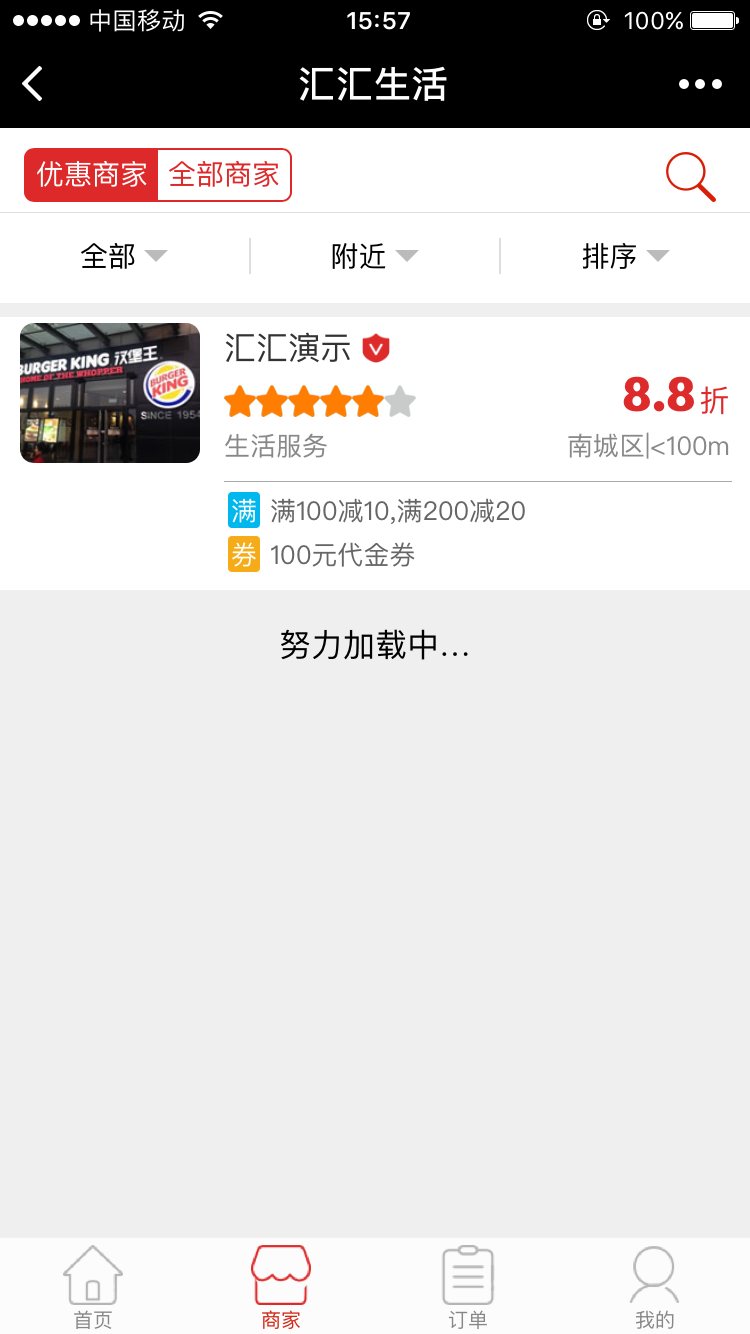 中国移动 15:57 100%
汇汇生活
优惠商家 全部商家
全部 附近 排序
BURGER KING 汉堡王
HOME OF THE WHOPPER
BURGER KING
SINCE 1954
汇汇演示
8.8折
生活服务 南城区|<100m
满 满100减10,满200减20
券 100元代金券
努力加载中...
首页 商家 订单 我的